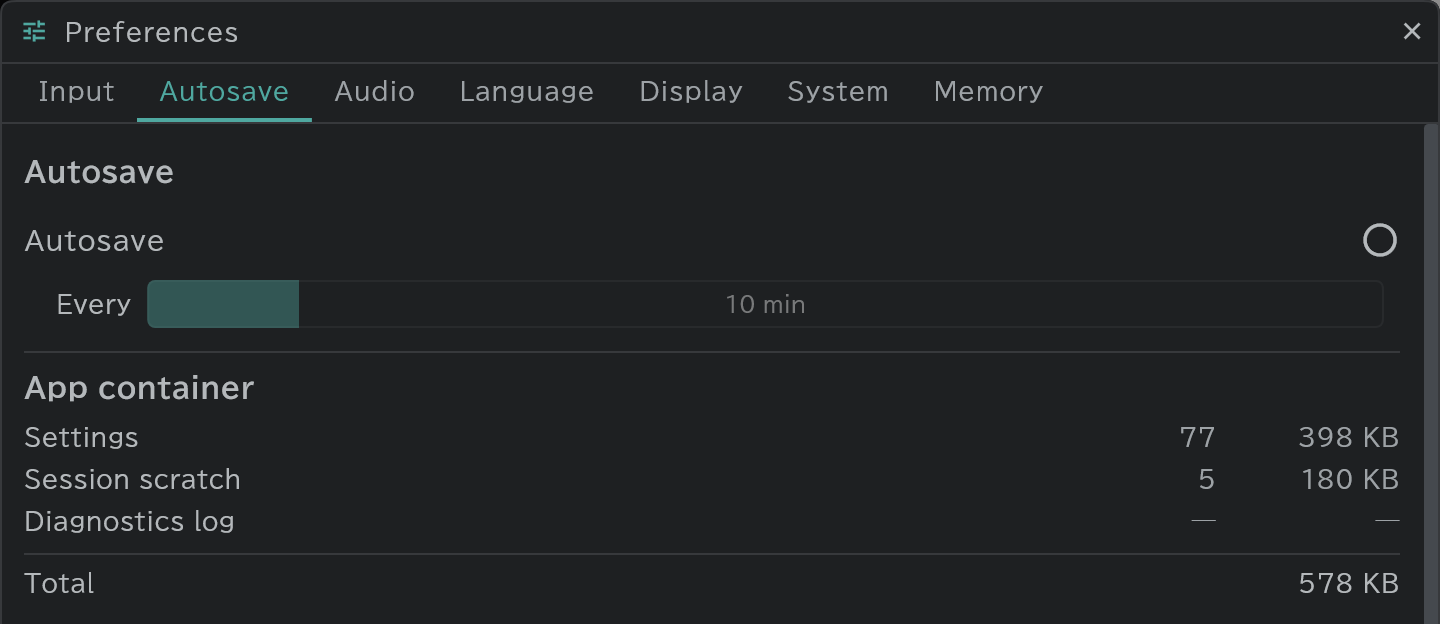 Preferences
Input Autosave Audio Language Display System Memory
Autosave
Autosave
Every 10 min
App container
Settings 77 398 KB
Session scratch 5 180 KB
Diagnostics log — —
Total 578 KB